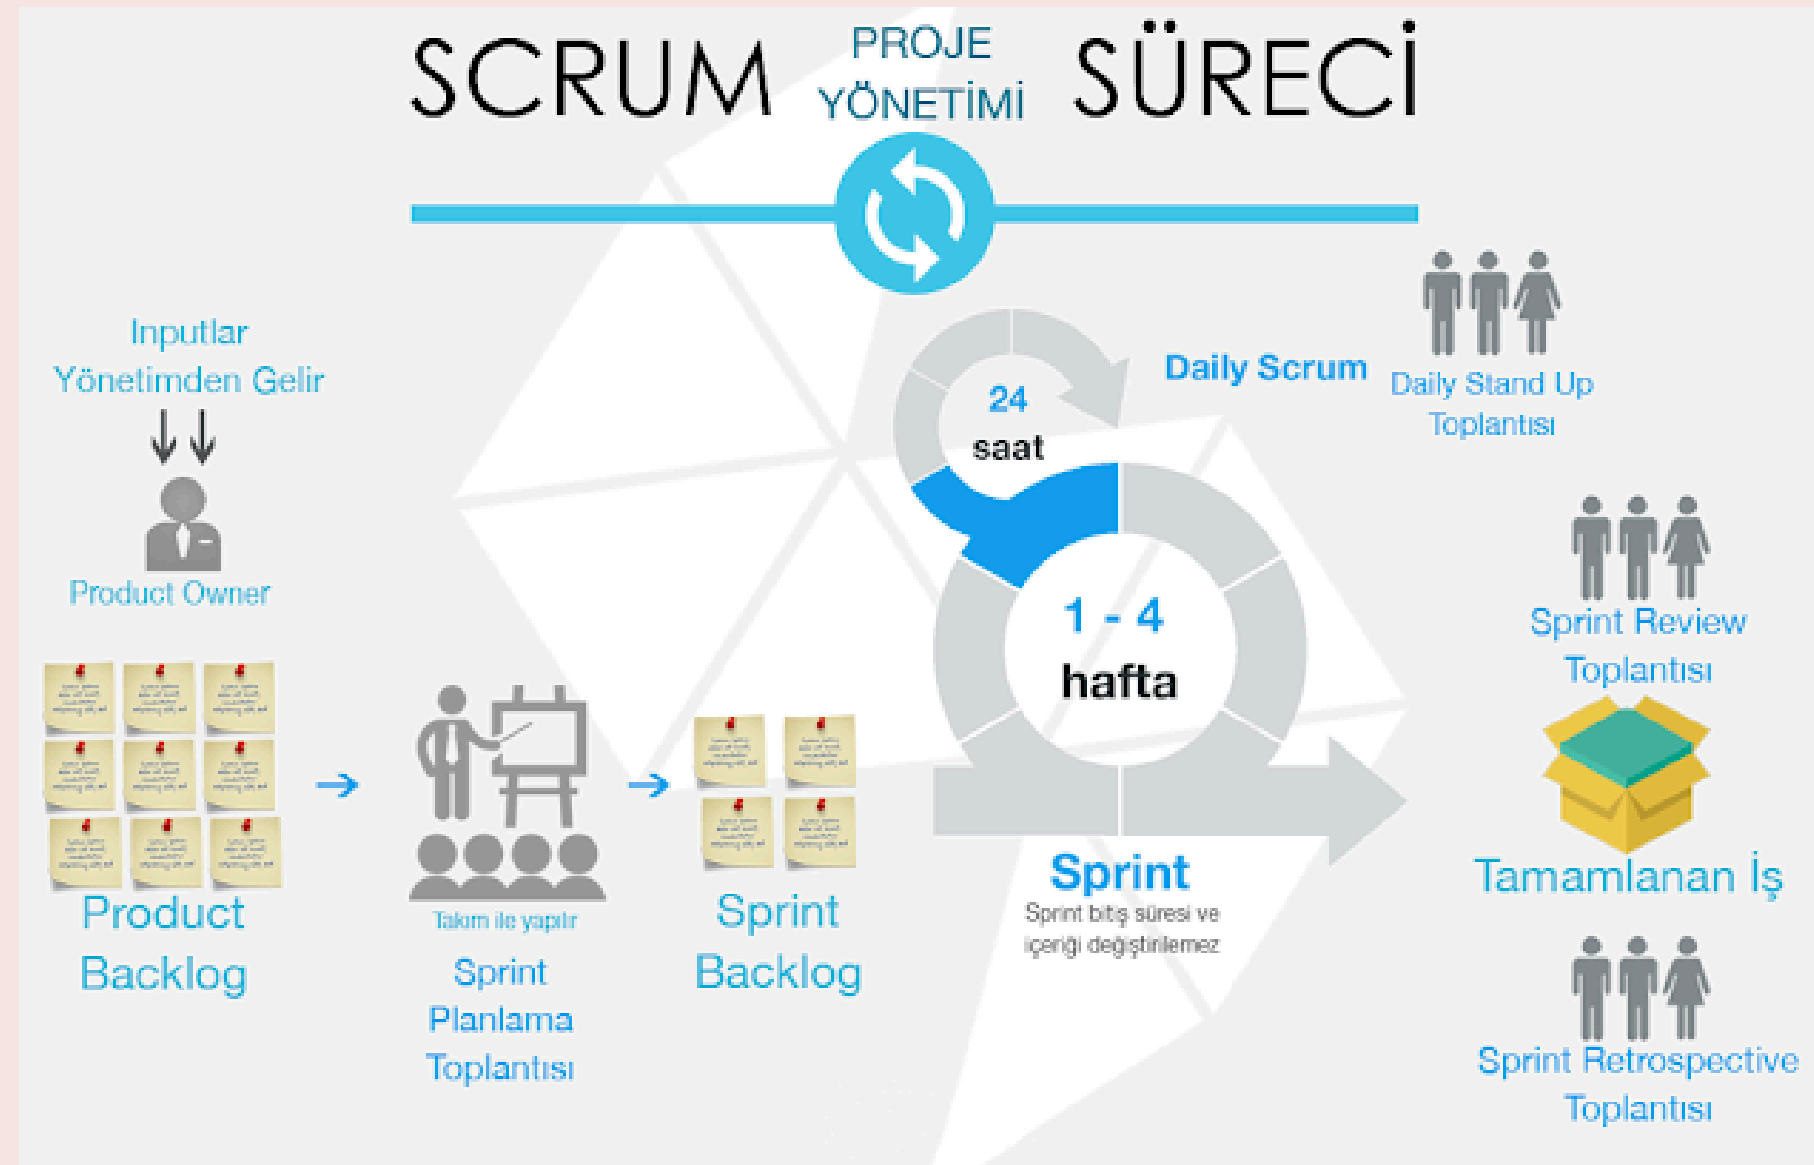 SCRUM PROJE YÖNETİMİ SÜRECİ
Inputlar
Yönetimden Gelir
Product Owner
Product
Backlog
Takım ile yapılır
Sprint
Planlama
Toplantısı
Sprint
Backlog
24
saat
1 - 4
hafta
Sprint
Sprint bitiş süresi ve
içeriği değiştirilemez
Daily Scrum
Daily Stand Up
Toplantısı
Sprint Review
Toplantısı
Tamamlanan İş
Sprint Retrospective
Toplantısı